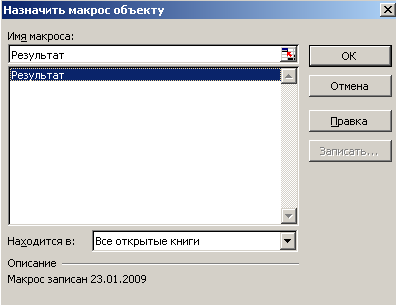 Назначить макрос объекту
Имя макроса:
Результат
Результат
ОК
Отмена
Правка
Записать...
Находится в:
Все открытые книги
Описание
Макрос записан 23.01.2009